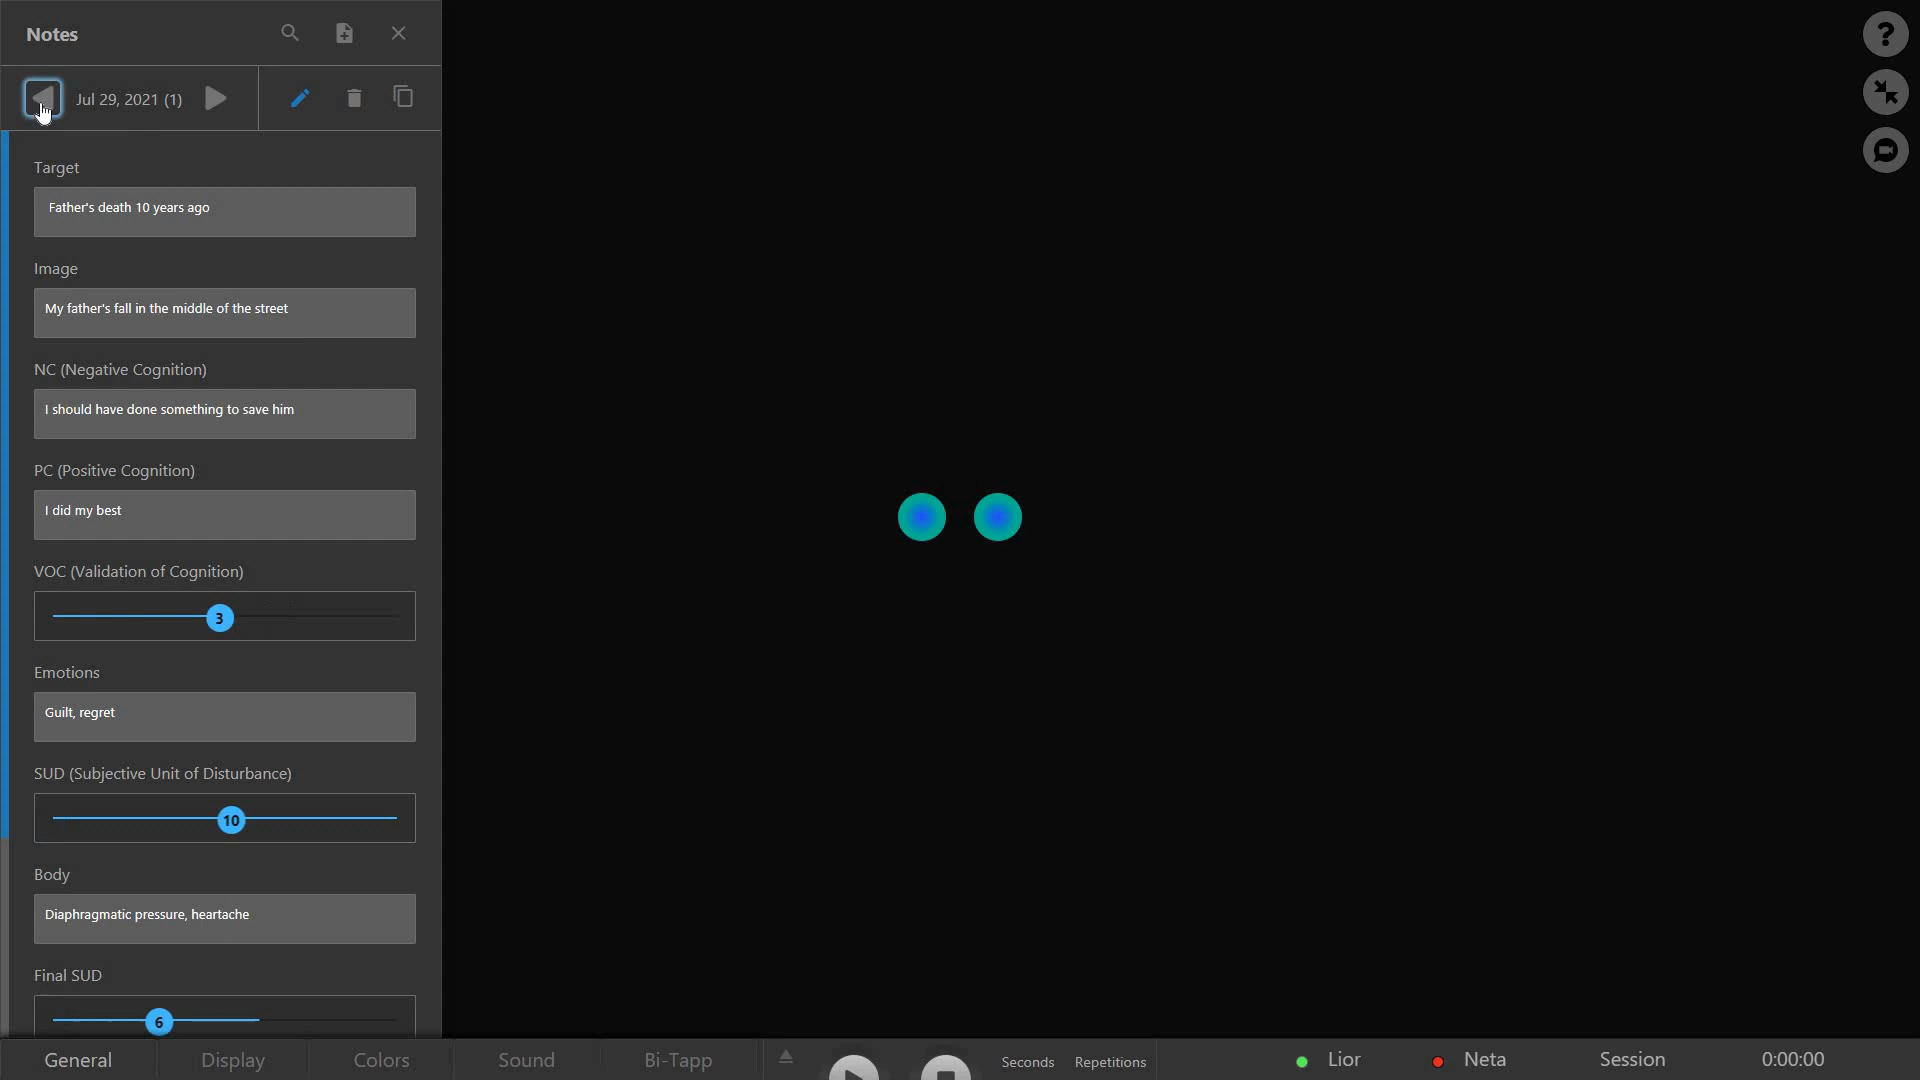 Notes
Jul 29, 2021 (1)
Target
Father's death 10 years ago
Image
My father's fall in the middle of the street
NC (Negative Cognition)
I should have done something to save him
PC (Positive Cognition)
I did my best
VOC (Validation of Cognition)
3
Emotions
Guilt, regret
SUD (Subjective Unit of Disturbance)
10
Body
Diaphragmatic pressure, heartache
Final SUD
6
?
General Display Colors Sound Bi-Tapp Seconds Repetitions Lior Neta Session 0:00:00